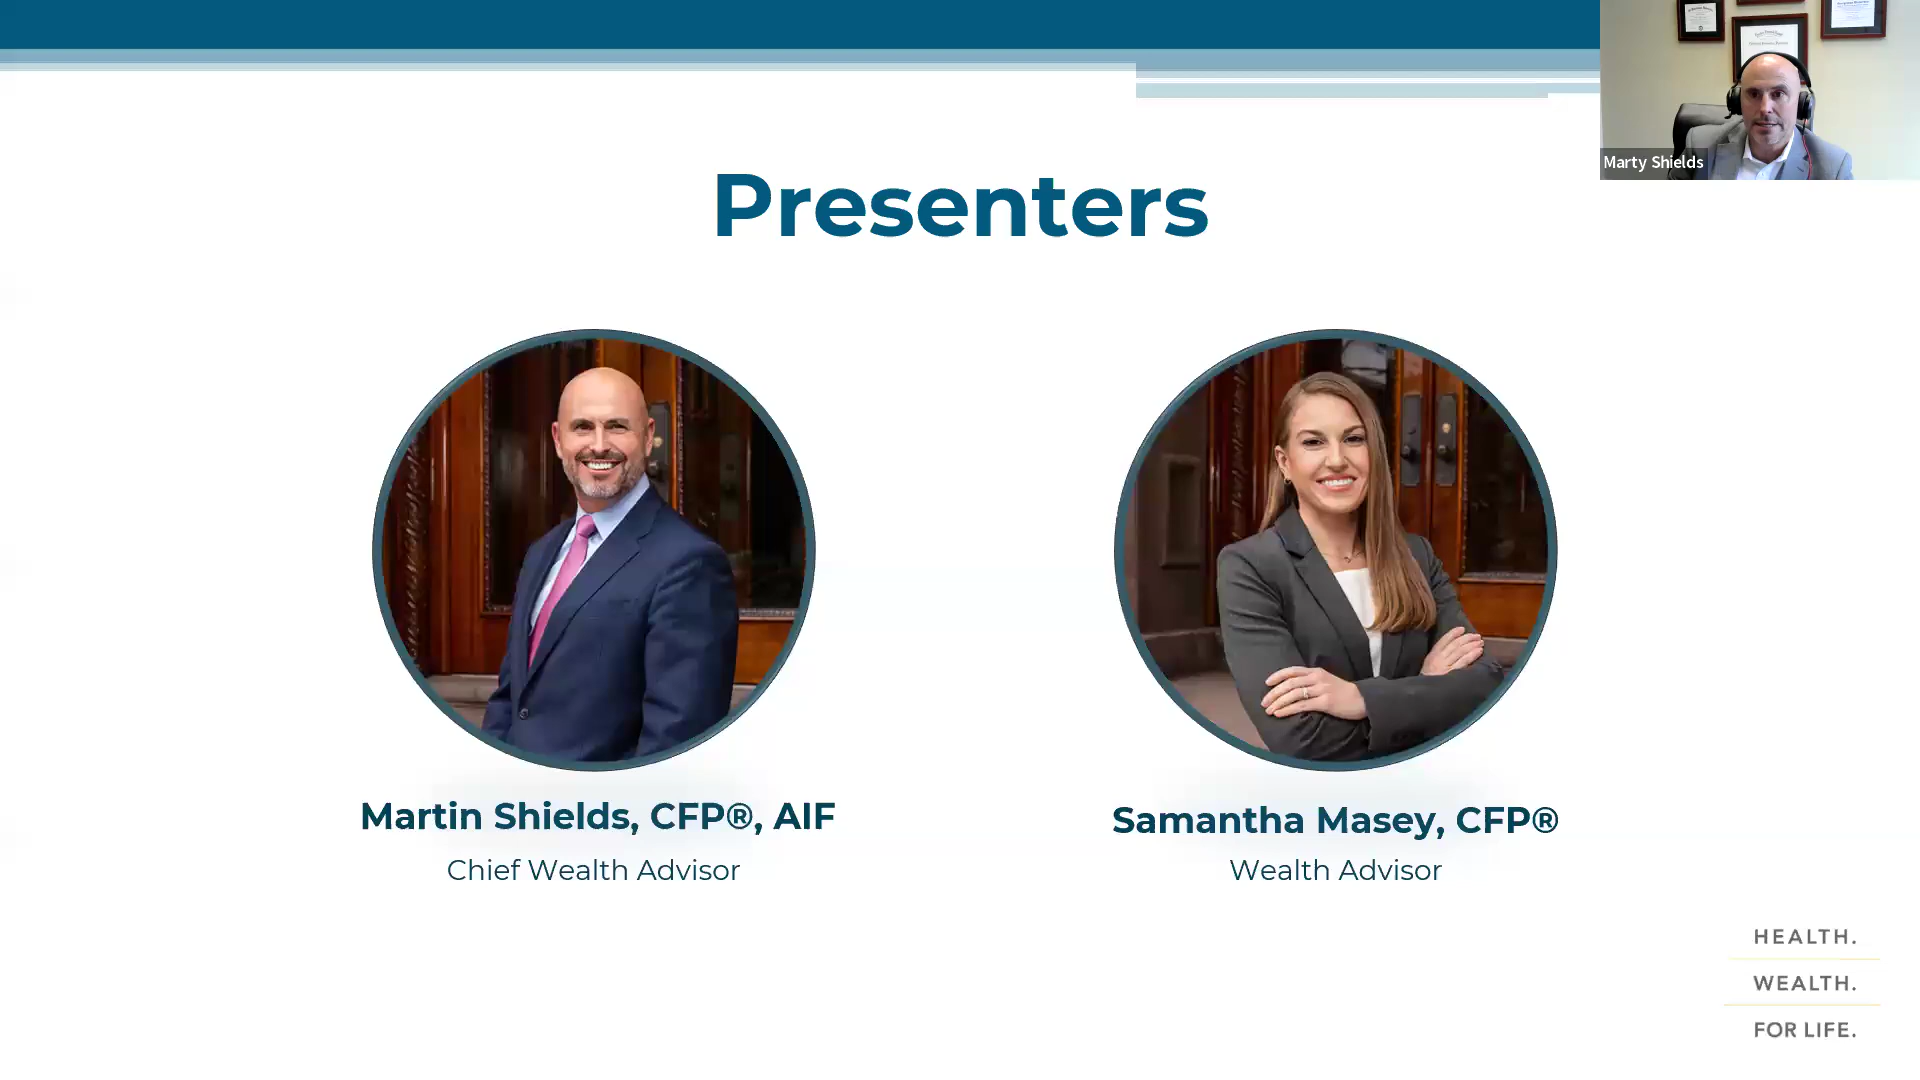 Marty Shields
Presenters
Martin Shields, CFP®, AIF
Chief Wealth Advisor
Samantha Masey, CFP®
Wealth Advisor
HEALTH.
WEALTH.
FOR LIFE.